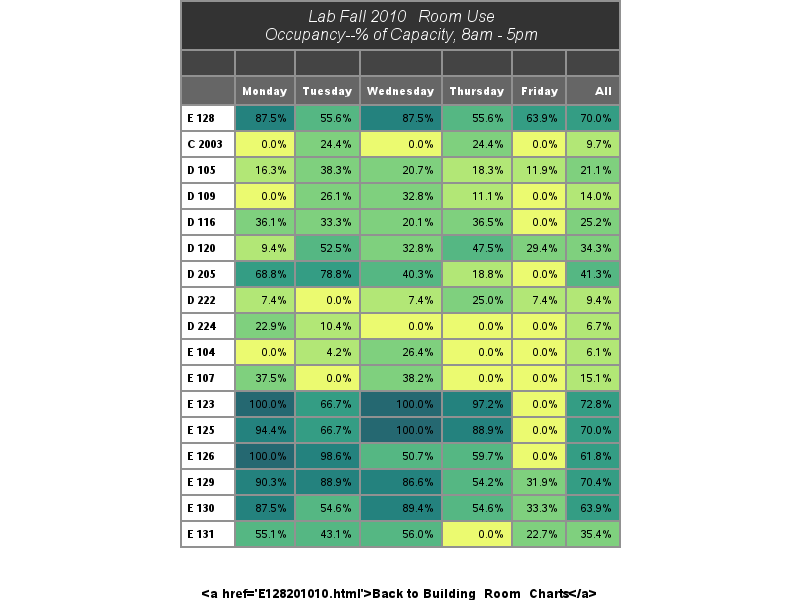 Lab Fall 2010 Room Use
Occupancy--% of Capacity, 8am - 5pm
Monday Tuesday Wednesday Thursday Friday All
E 128 87.5% 55.6% 87.5% 55.6% 63.9% 70.0%
C 2003 0.0% 24.4% 0.0% 24.4% 0.0% 9.7%
D 105 16.3% 38.3% 20.7% 18.3% 11.9% 21.1%
D 109 0.0% 26.1% 32.8% 11.1% 0.0% 14.0%
D 116 36.1% 33.3% 20.1% 36.5% 0.0% 25.2%
D 120 9.4% 52.5% 32.8% 47.5% 29.4% 34.3%
D 205 68.8% 78.8% 40.3% 18.8% 0.0% 41.3%
D 222 7.4% 0.0% 7.4% 25.0% 7.4% 9.4%
D 224 22.9% 10.4% 0.0% 0.0% 0.0% 6.7%
E 104 0.0% 4.2% 26.4% 0.0% 0.0% 6.1%
E 107 37.5% 0.0% 38.2% 0.0% 0.0% 15.1%
E 123 100.0% 66.7% 100.0% 97.2% 0.0% 72.8%
E 125 94.4% 66.7% 100.0% 88.9% 0.0% 70.0%
E 126 100.0% 98.6% 50.7% 59.7% 0.0% 61.8%
E 129 90.3% 88.9% 86.6% 54.2% 31.9% 70.4%
E 130 87.5% 54.6% 89.4% 54.6% 33.3% 63.9%
E 131 55.1% 43.1% 56.0% 0.0% 22.7% 35.4%
<a href='E128201010.html'>Back to Building Room Charts</a>